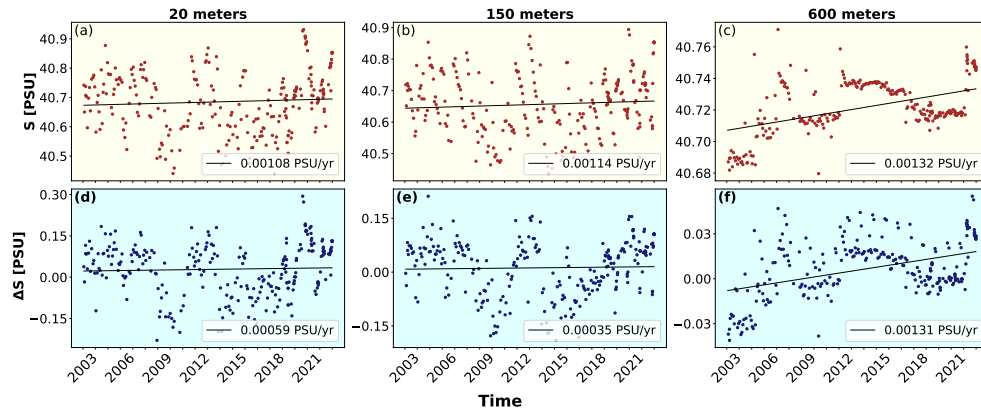 20 meters 150 meters 600 meters
S [PSU]
(a)
40.9
40.8
40.7
40.6
40.5
0.00108 PSU/yr
(b)
40.9
40.8
40.7
40.6
40.5
0.00114 PSU/yr
(c)
40.76
40.74
40.72
40.70
40.68
0.00132 PSU/yr
ΔS [PSU]
(d)
0.30
0.15
0.00
−0.15
0.00059 PSU/yr
(e)
0.15
0.00
−0.15
0.00035 PSU/yr
(f)
0.03
0.00
−0.03
0.00131 PSU/yr
2003 2006 2009 2012 2015 2018 2021
2003 2006 2009 2012 2015 2018 2021
2003 2006 2009 2012 2015 2018 2021
Time